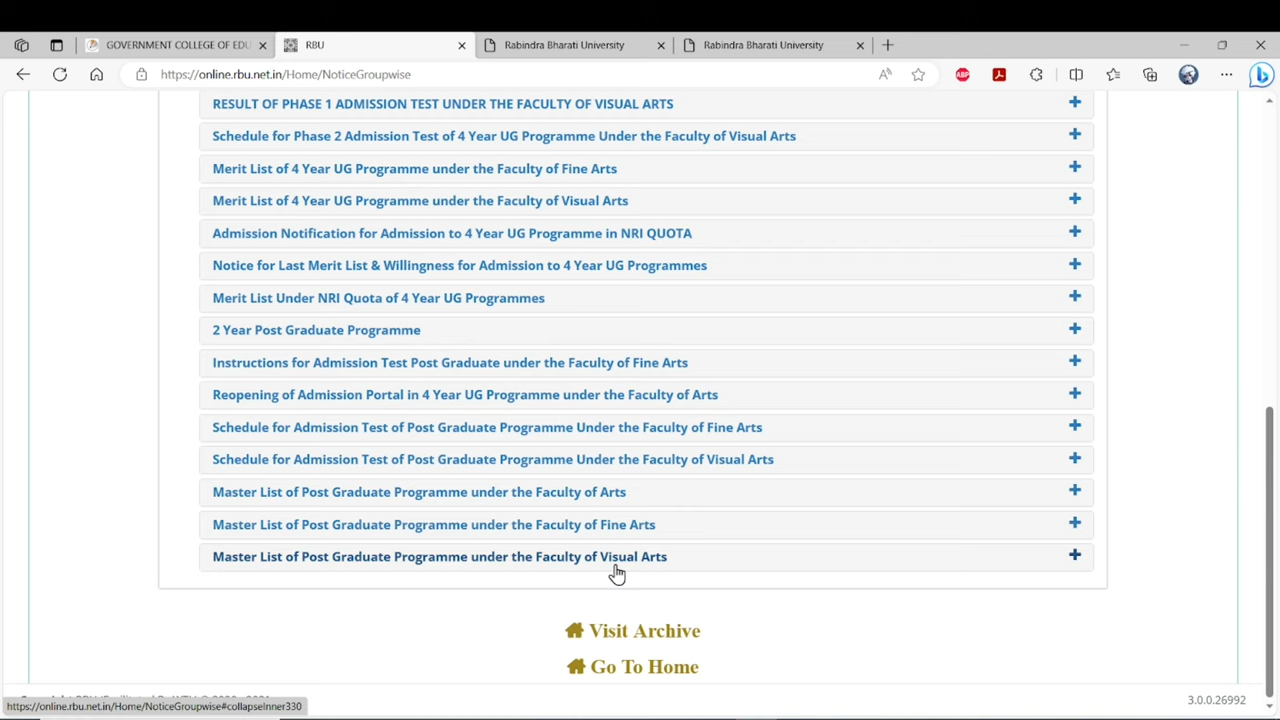 GOVERNMENT COLLEGE OF EDU
RBU
Rabindra Bharati University
Rabindra Bharati University
https://online.rbu.net.in/Home/NoticeGroupwise
RESULT OF PHASE 1 ADMISSION TEST UNDER THE FACULTY OF VISUAL ARTS
Schedule for Phase 2 Admission Test of 4 Year UG Programme Under the Faculty of Visual Arts
Merit List of 4 Year UG Programme under the Faculty of Fine Arts
Merit List of 4 Year UG Programme under the Faculty of Visual Arts
Admission Notification for Admission to 4 Year UG Programme in NRI QUOTA
Notice for Last Merit List & Willingness for Admission to 4 Year UG Programmes
Merit List Under NRI Quota of 4 Year UG Programmes
2 Year Post Graduate Programme
Instructions for Admission Test Post Graduate under the Faculty of Fine Arts
Reopening of Admission Portal in 4 Year UG Programme under the Faculty of Arts
Schedule for Admission Test of Post Graduate Programme Under the Faculty of Fine Arts
Schedule for Admission Test of Post Graduate Programme Under the Faculty of Visual Arts
Master List of Post Graduate Programme under the Faculty of Arts
Master List of Post Graduate Programme under the Faculty of Fine Arts
Master List of Post Graduate Programme under the Faculty of Visual Arts
Visit Archive
Go To Home
3.0.0.26992
https://online.rbu.net.in/Home/NoticeGroupwise#collapseInner330